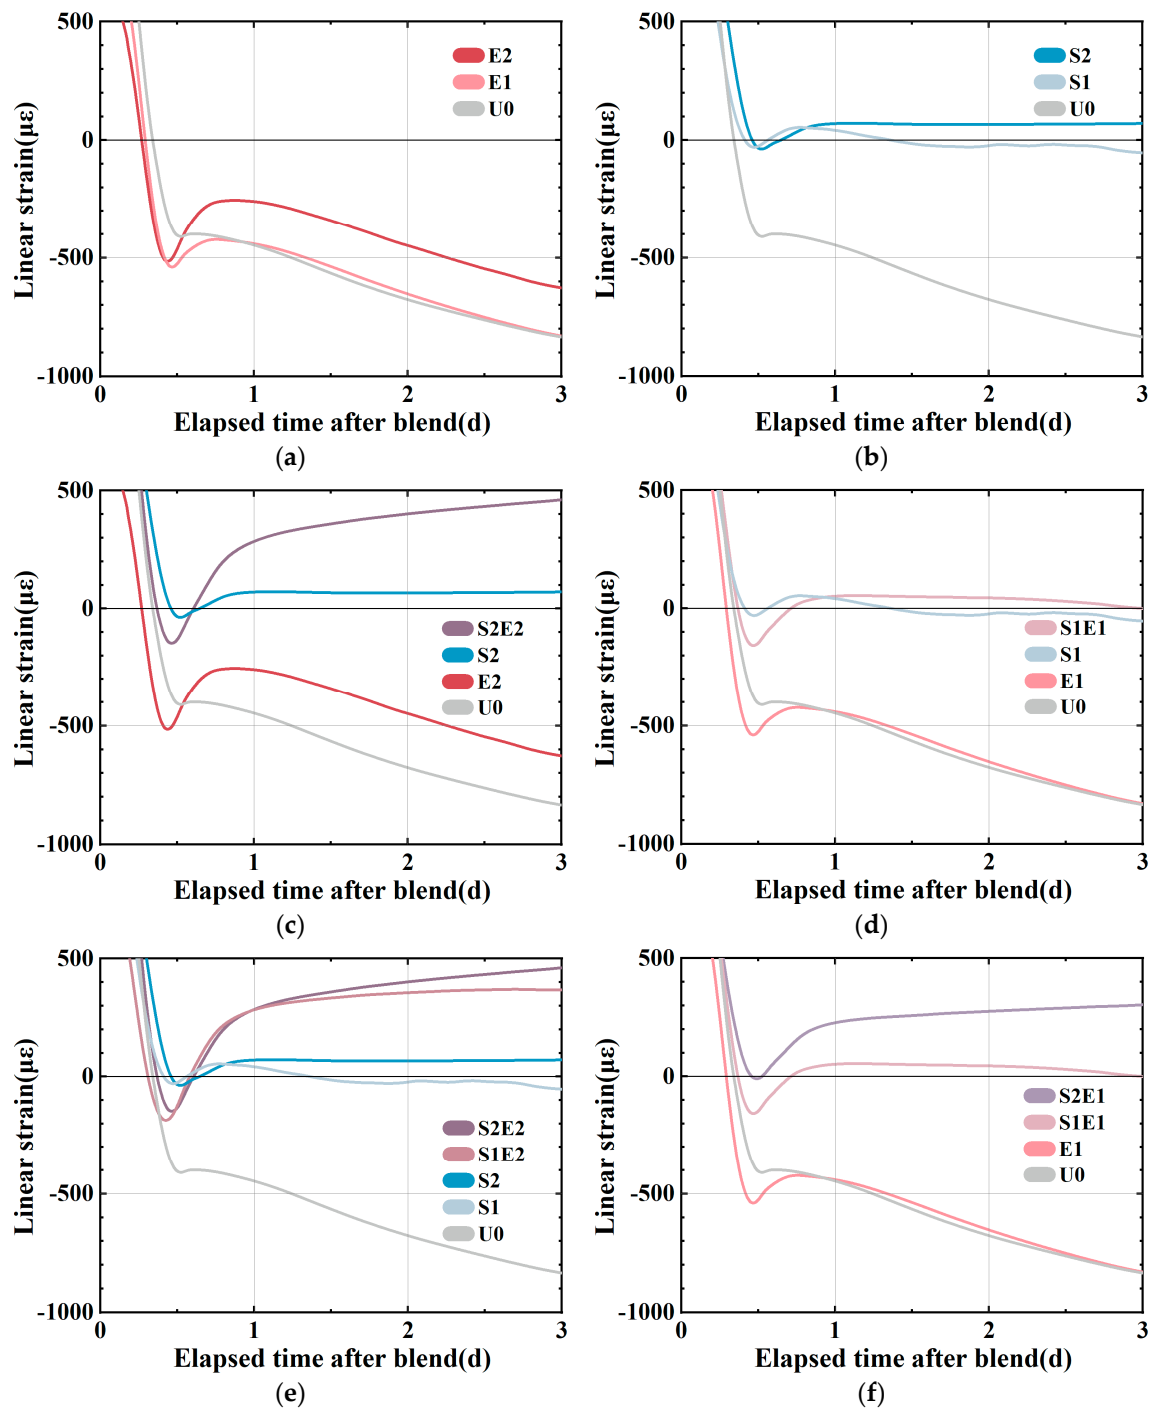 500
0
-500
-1000
Linear strain(με)
E2
E1
U0
0
1
2
3
Elapsed time after blend(d)
(a)
500
0
-500
-1000
Linear strain(με)
S2
S1
U0
0
1
2
3
Elapsed time after blend(d)
(b)
500
0
-500
-1000
Linear strain(με)
S2E2
S2
E2
U0
0
1
2
3
Elapsed time after blend(d)
(c)
500
0
-500
-1000
Linear strain(με)
S1E1
S1
E1
U0
0
1
2
3
Elapsed time after blend(d)
(d)
500
0
-500
-1000
Linear strain(με)
S2E2
S1E2
S2
S1
U0
0
1
2
3
Elapsed time after blend(d)
(e)
500
0
-500
-1000
Linear strain(με)
S2E1
S1E1
E1
U0
0
1
2
3
Elapsed time after blend(d)
(f)